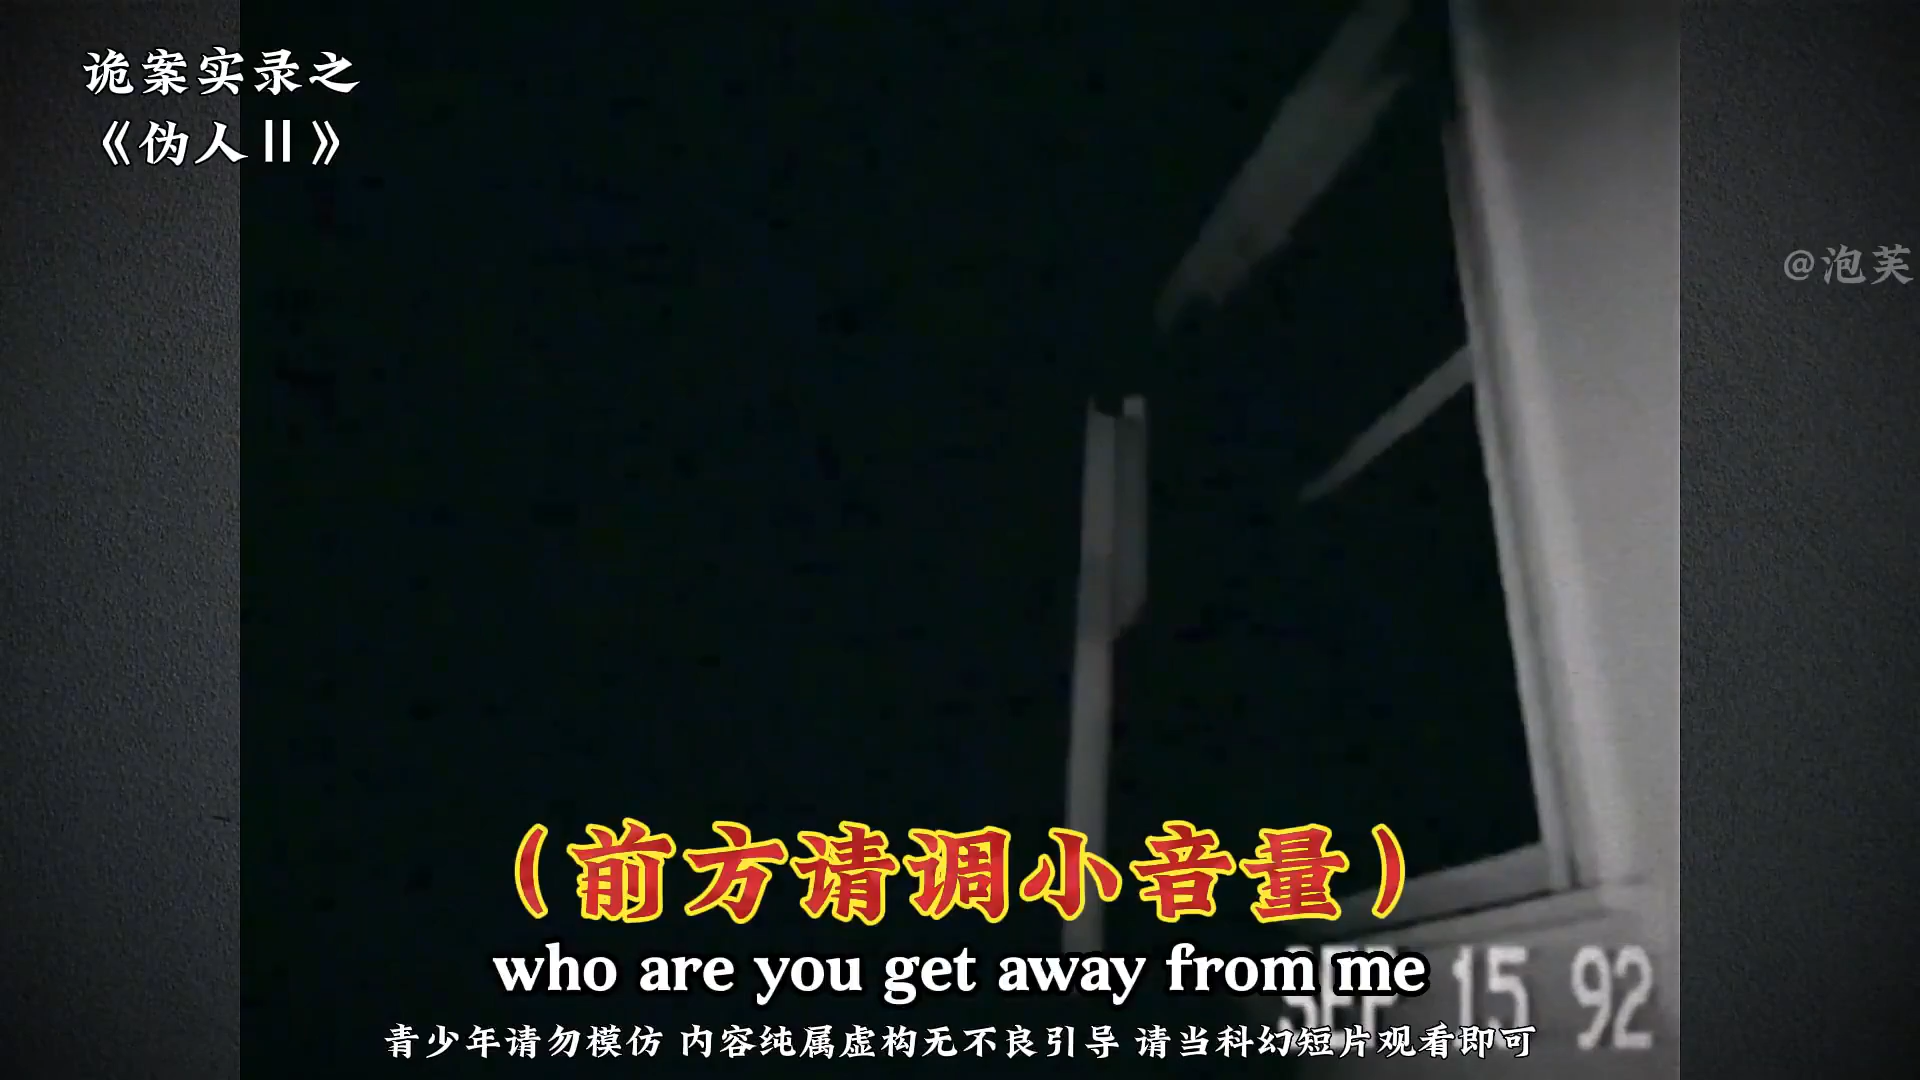 诡案实录之
《伪人Ⅱ》
@泡芙
（前方请调小音量）
who are you get away from me
SEP 15 92
青少年请勿模仿 内容纯属虚构无不良引导 请当科幻短片观看即可